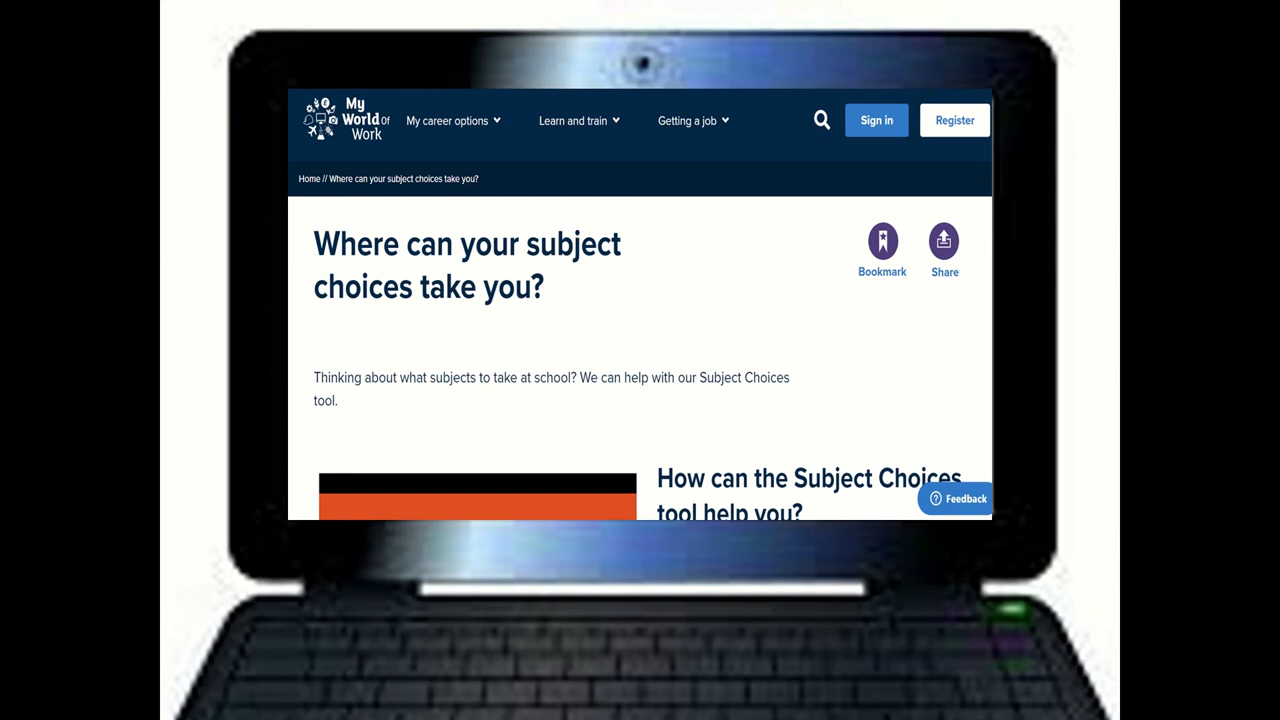 My
World of
Work
My career options
Learn and train
Getting a job
Sign in
Register
Home // Where can your subject choices take you?
Where can your subject
choices take you?
Bookmark
Share
Thinking about what subjects to take at school? We can help with our Subject Choices
tool.
How can the Subject Choices
tool help you?
Feedback